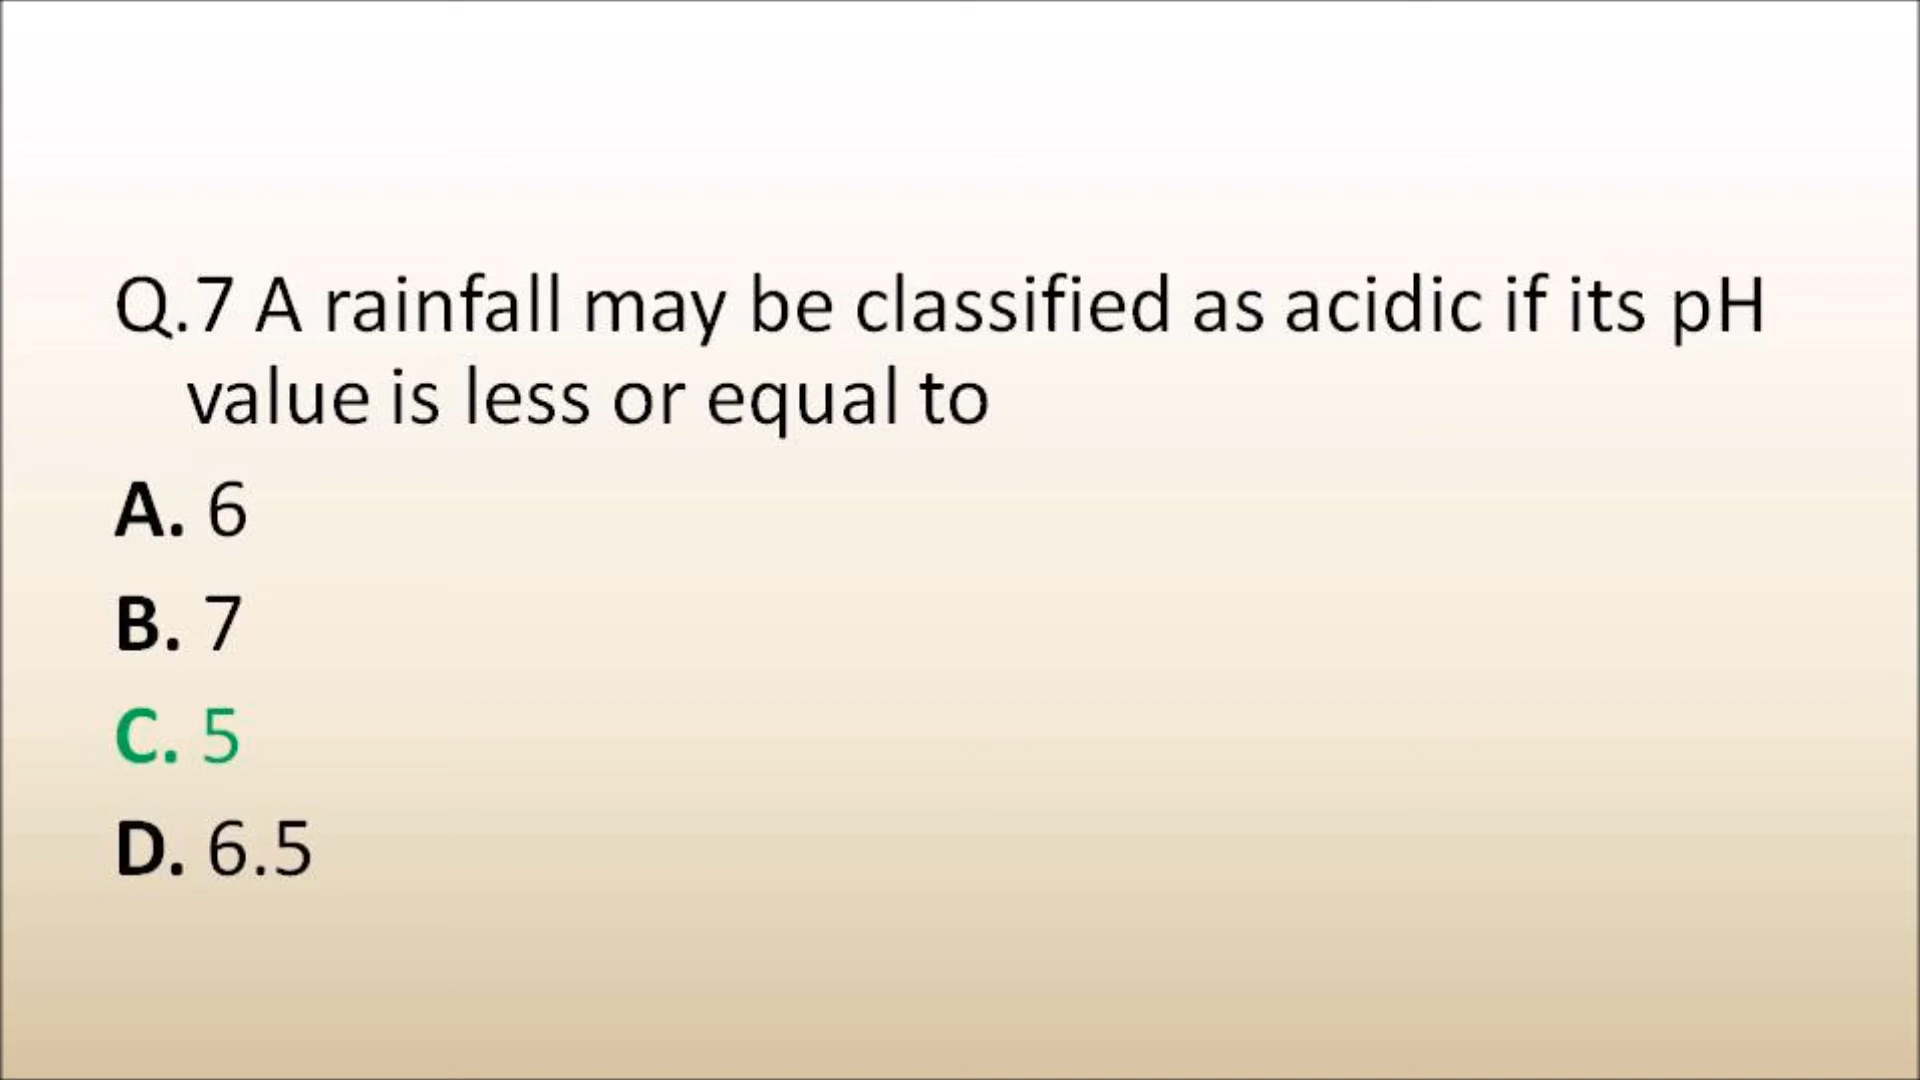 Q.7 A rainfall may be classified as acidic if its pH
value is less or equal to
A. 6
B. 7
C. 5
D. 6.5